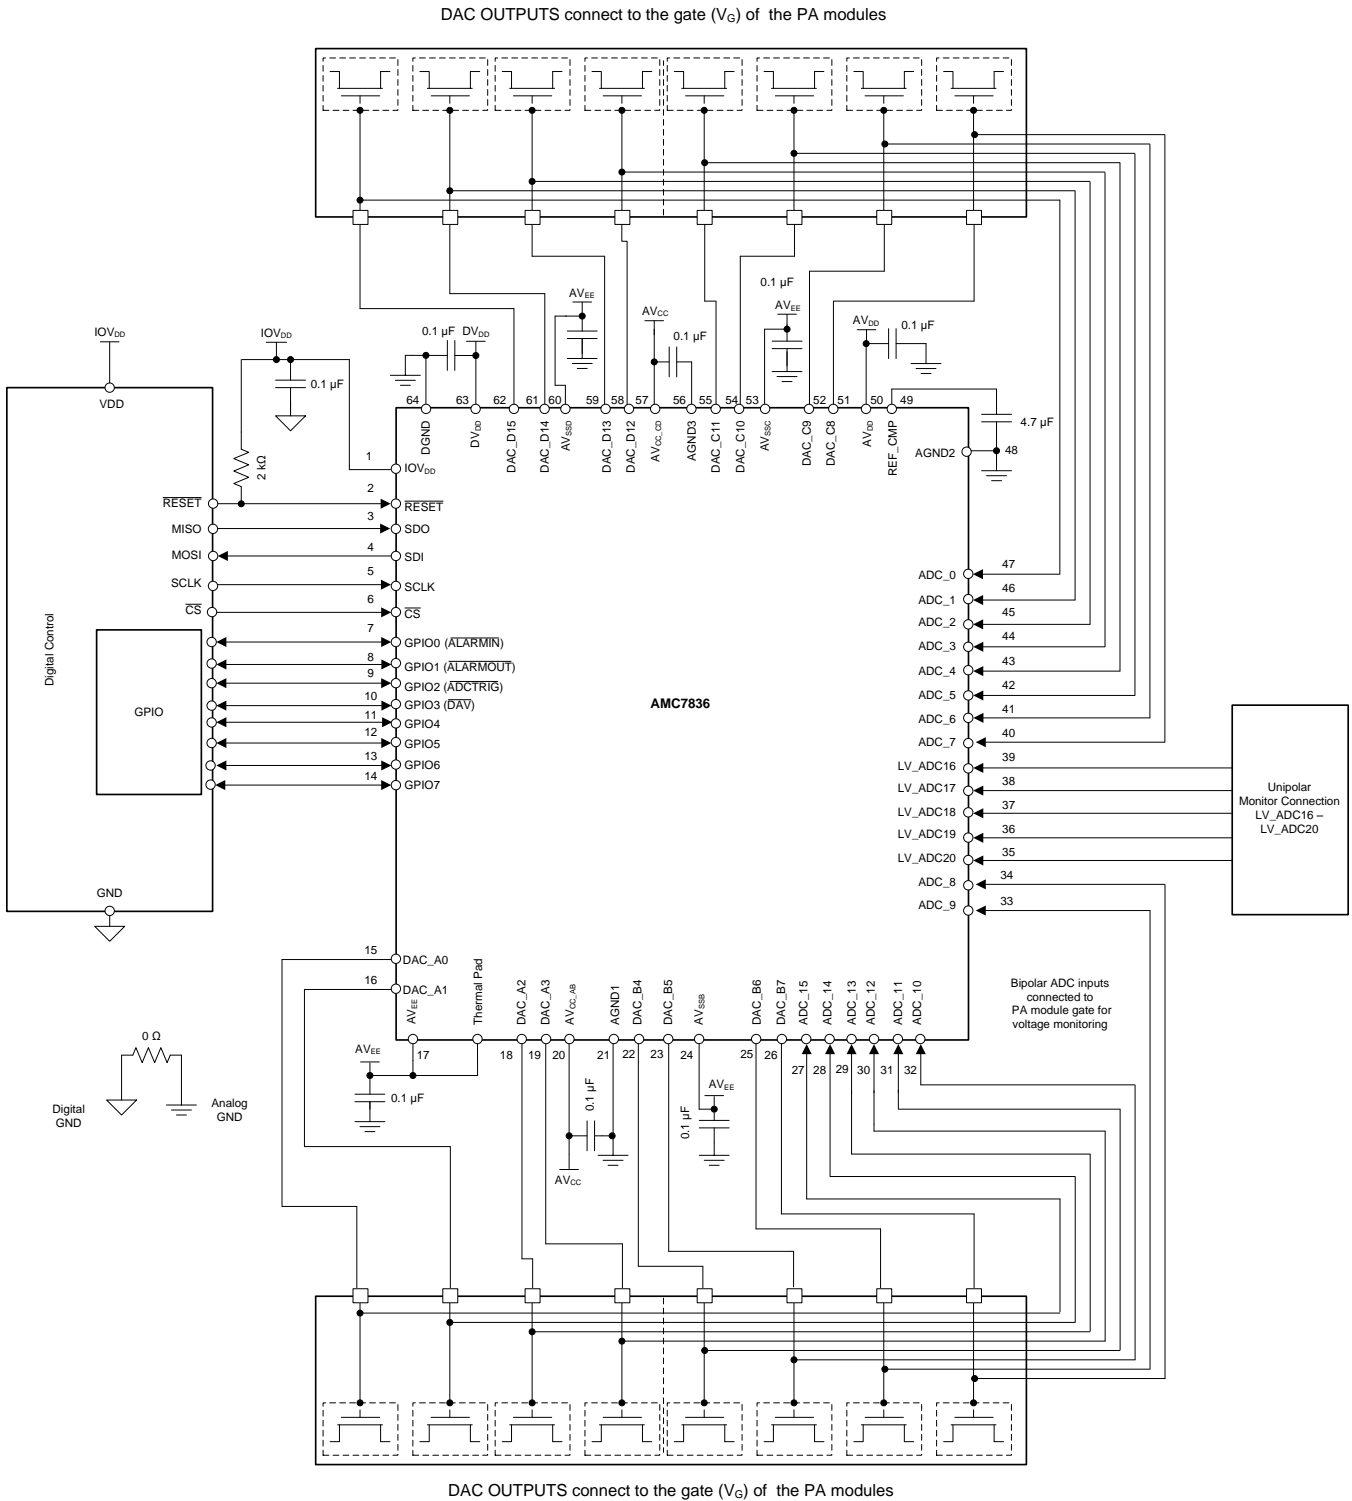 DAC OUTPUTS connect to the gate (VG) of the PA modules
0.1 µF
AVEE
AVEE
AVCC
IOVDD
IOVDD
0.1 µF
DVDD
0.1 µF
AVDD
0.1 µF
VDD
0.1 µF
64
63
62
61
60
59
58
57
56
55
54
53
52
51
50
49
4.7 µF
DGND
DVDD
DAC_D15
DAC_D14
AVSSD
DAC_D13
DAC_D12
AVCC_CD
AGND3
DAC_C11
DAC_C10
AVSSC
DAC_C9
DAC_C8
AVDD
REF_CMP
AGND2
48
2 kΩ
1
IOVDD
RESET
2
RESET
MISO
3
SDO
MOSI
4
SDI
SCLK
5
SCLK
CS
6
CS
7
GPIO0 (ALARMIN)
8
GPIO1 (ALARMOUT)
9
GPIO2 (ADCTRIG)
10
GPIO3 (DAV)
11
GPIO4
12
GPIO5
13
GPIO6
14
GPIO7
Digital Control
GPIO
AMC7836
ADC_0
47
ADC_1
46
ADC_2
45
ADC_3
44
ADC_4
43
ADC_5
42
ADC_6
41
ADC_7
40
LV_ADC16
39
LV_ADC17
38
LV_ADC18
37
LV_ADC19
36
LV_ADC20
35
ADC_8
34
ADC_9
33
Unipolar
Monitor Connection
LV_ADC16 –
LV_ADC20
GND
15
DAC_A0
16
DAC_A1
AVEE
Thermal Pad
DAC_A2
DAC_A3
AVCC_AB
AGND1
DAC_B4
DAC_B5
AVSSB
DAC_B6
DAC_B7
ADC_15
ADC_14
ADC_13
ADC_12
ADC_11
ADC_10
Bipolar ADC inputs
connected to
PA module gate for
voltage monitoring
17
18
19
20
21
22
23
24
25
26
27
28
29
30
31
32
0 Ω
Digital
GND
Analog
GND
AVEE
0.1 µF
0.1 µF
AVCC
AVEE
0.1 µF
DAC OUTPUTS connect to the gate (VG) of the PA modules